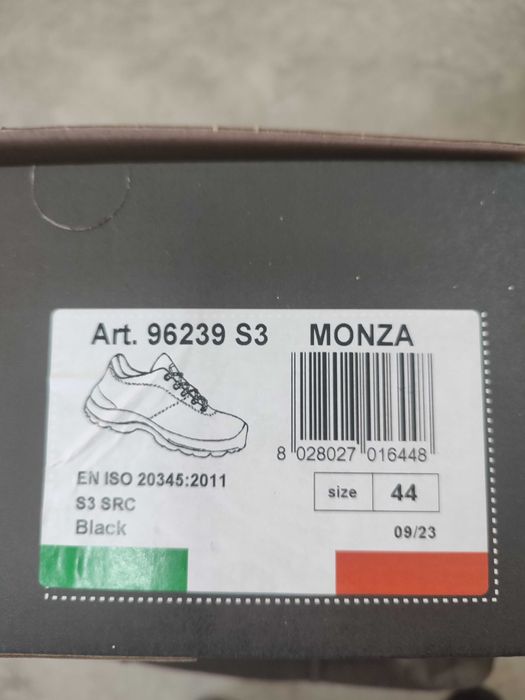 Art. 96239 S3 MONZA
8 028027 016448
EN ISO 20345:2011
S3 SRC
Black
size 44
09/23